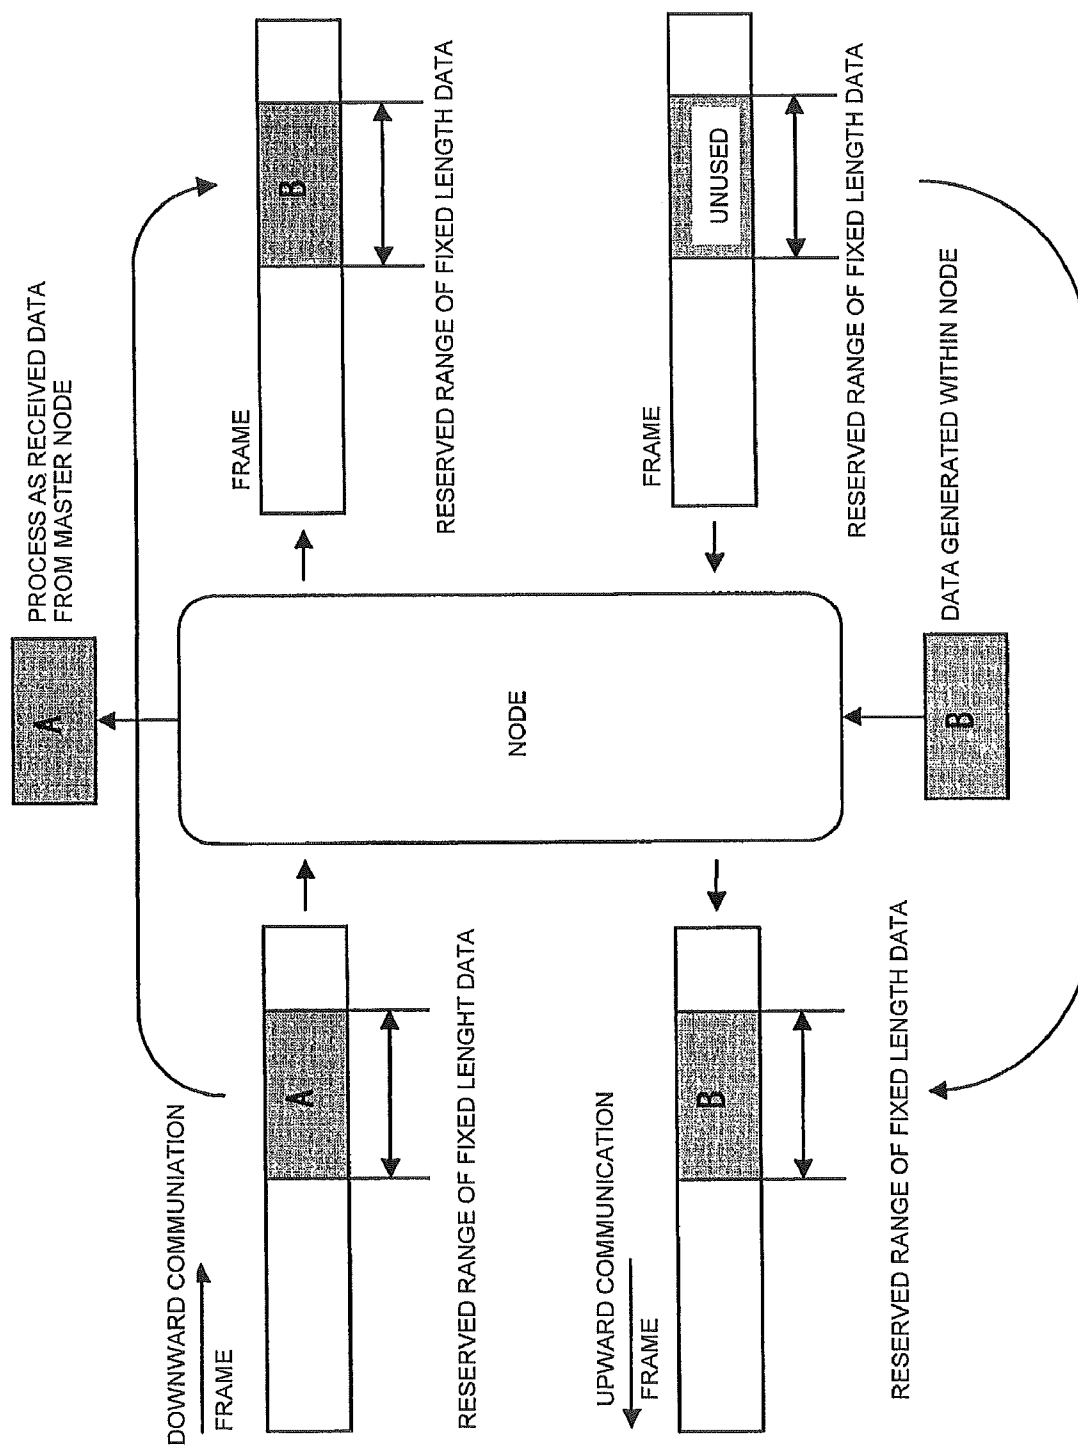 A
PROCESS AS RECEIVED DATA
FROM MASTER NODE
DOWNWARD COMMUNIATION
FRAME
FRAME
A
B
RESERVED RANGE OF FIXED LENGHT DATA
RESERVED RANGE OF FIXED LENGTH DATA
NODE
UPWARD COMMUNICATION
FRAME
FRAME
B
UNUSED
RESERVED RANGE OF FIXED LENGTH DATA
RESERVED RANGE OF FIXED LENGTH DATA
B
DATA GENERATED WITHIN NODE